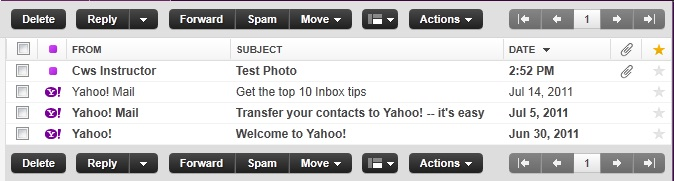 Delete Reply Forward Spam Move Actions 1
FROM SUBJECT DATE
Cws Instructor Test Photo 2:52 PM
Y! Yahoo! Mail Get the top 10 Inbox tips Jul 14, 2011
Y! Yahoo! Mail Transfer your contacts to Yahoo! -- it's easy Jul 5, 2011
Y! Yahoo! Welcome to Yahoo! Jun 30, 2011
Delete Reply Forward Spam Move Actions 1